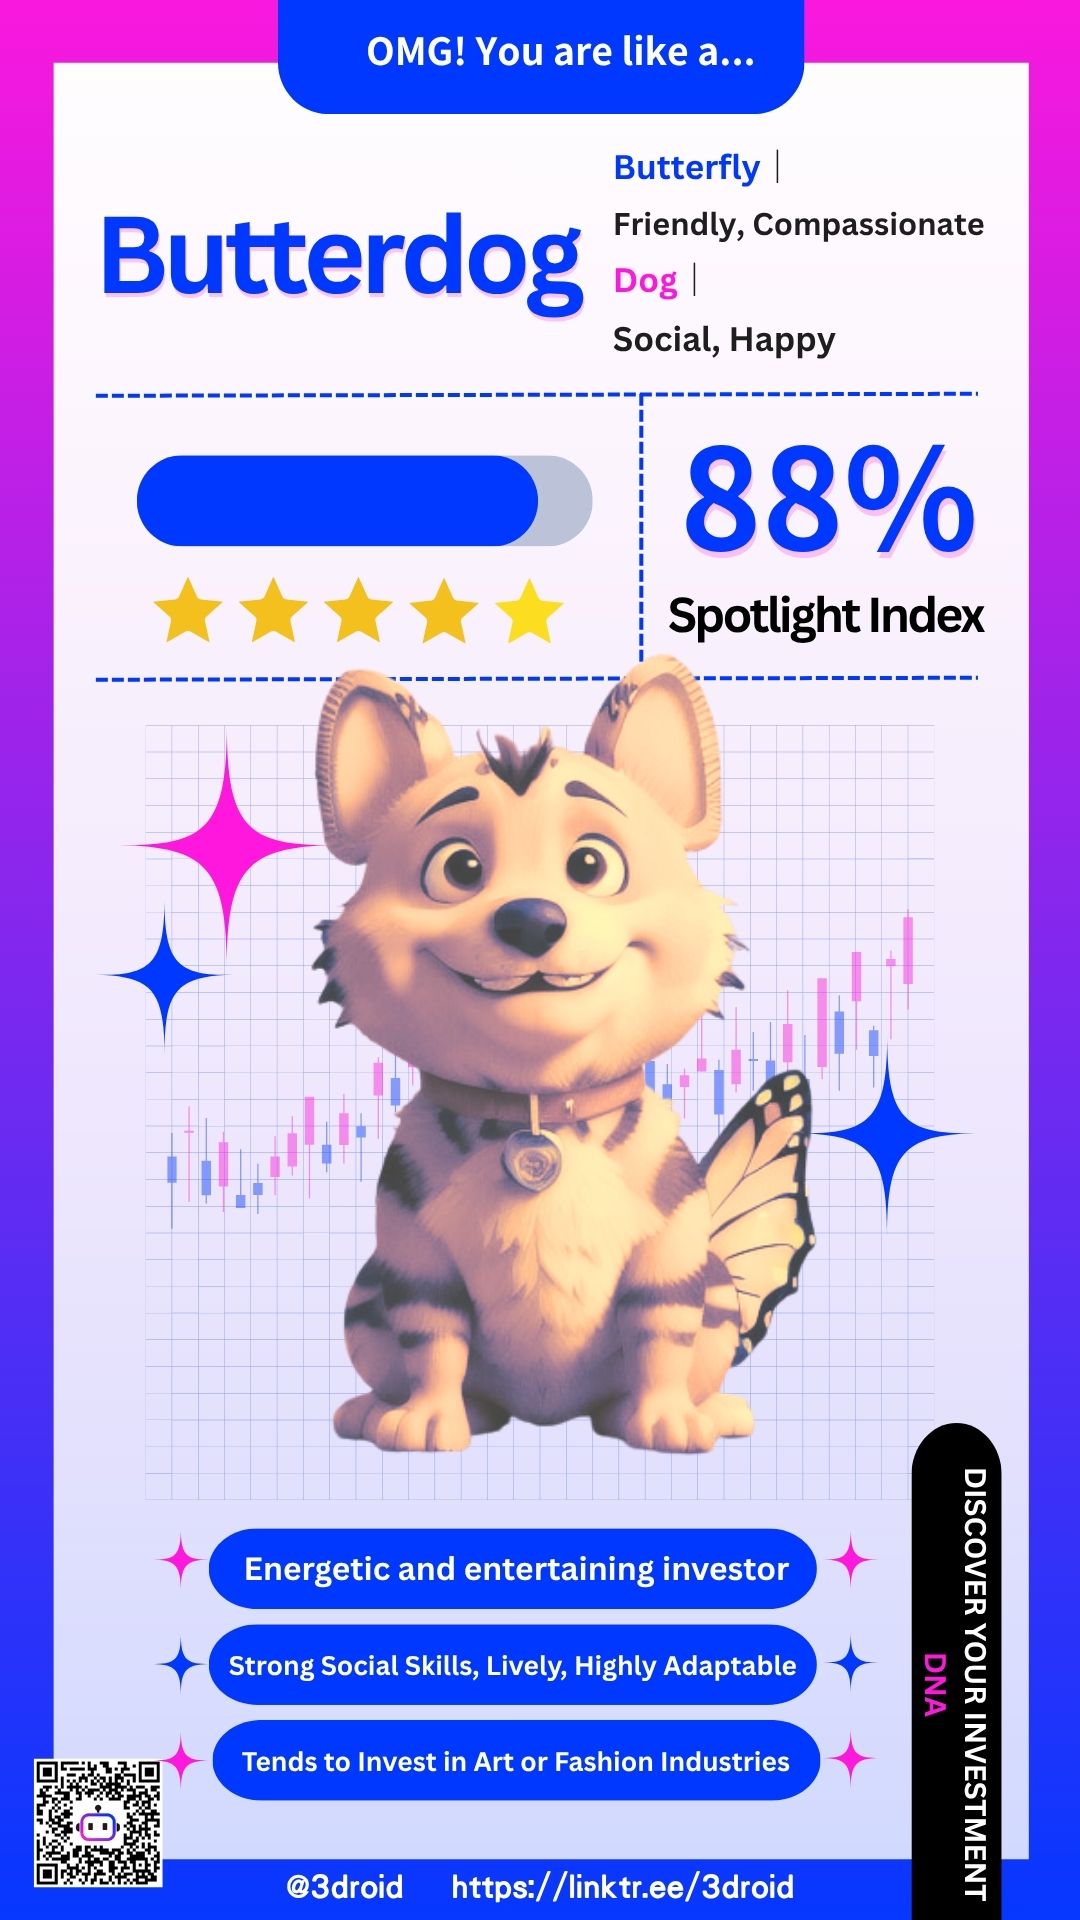 OMG! You are like a...
Butterdog
Butterfly |
Friendly, Compassionate
Dog |
Social, Happy
88%
Spotlight Index
Energetic and entertaining investor
Strong Social Skills, Lively, Highly Adaptable
Tends to Invest in Art or Fashion Industries
DISCOVER YOUR INVESTMENT
DNA
@3droid https://linktr.ee/3droid